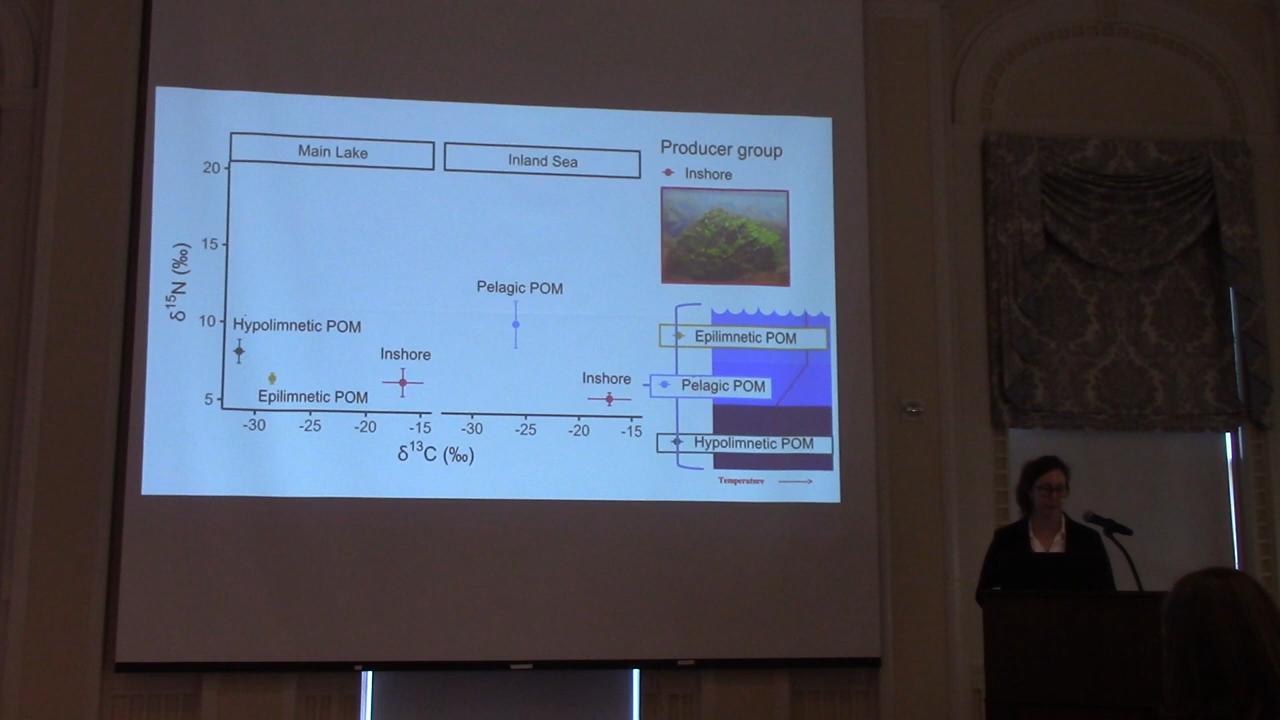 Main Lake
Inland Sea
Producer group
Inshore
20
15
10
5
δ¹⁵N (‰)
Pelagic POM
Hypolimnetic POM
Inshore
Epilimnetic POM
Inshore
-30 -25 -20 -15
-30 -25 -20 -15
δ¹³C (‰)
Epilimnetic POM
Pelagic POM
Hypolimnetic POM
Temperature